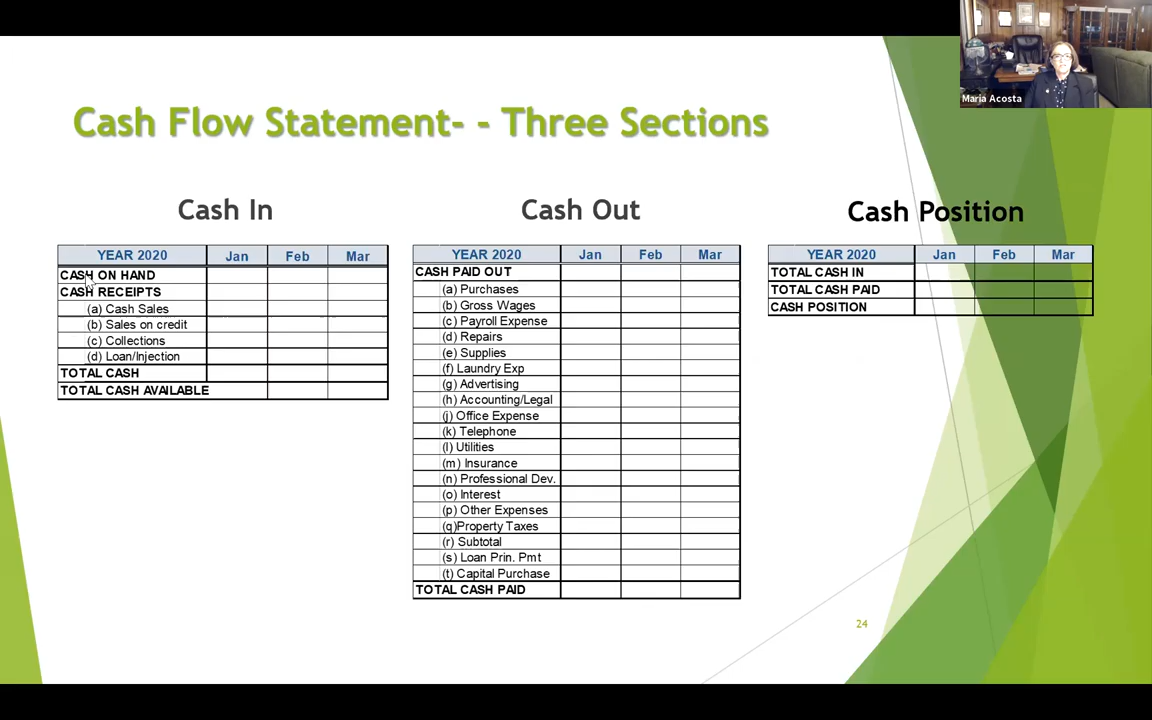 Maria Acosta
Cash Flow Statement- - Three Sections
Cash In
YEAR 2020 Jan Feb Mar
CASH ON HAND
CASH RECEIPTS
(a) Cash Sales
(b) Sales on credit
(c) Collections
(d) Loan/Injection
TOTAL CASH
TOTAL CASH AVAILABLE
Cash Out
YEAR 2020 Jan Feb Mar
CASH PAID OUT
(a) Purchases
(b) Gross Wages
(c) Payroll Expense
(d) Repairs
(e) Supplies
(f) Laundry Exp
(g) Advertising
(h) Accounting/Legal
(j) Office Expense
(k) Telephone
(l) Utilities
(m) Insurance
(n) Professional Dev.
(o) Interest
(p) Other Expenses
(q)Property Taxes
(r) Subtotal
(s) Loan Prin. Pmt
(t) Capital Purchase
TOTAL CASH PAID
Cash Position
YEAR 2020 Jan Feb Mar
TOTAL CASH IN
TOTAL CASH PAID
CASH POSITION
24